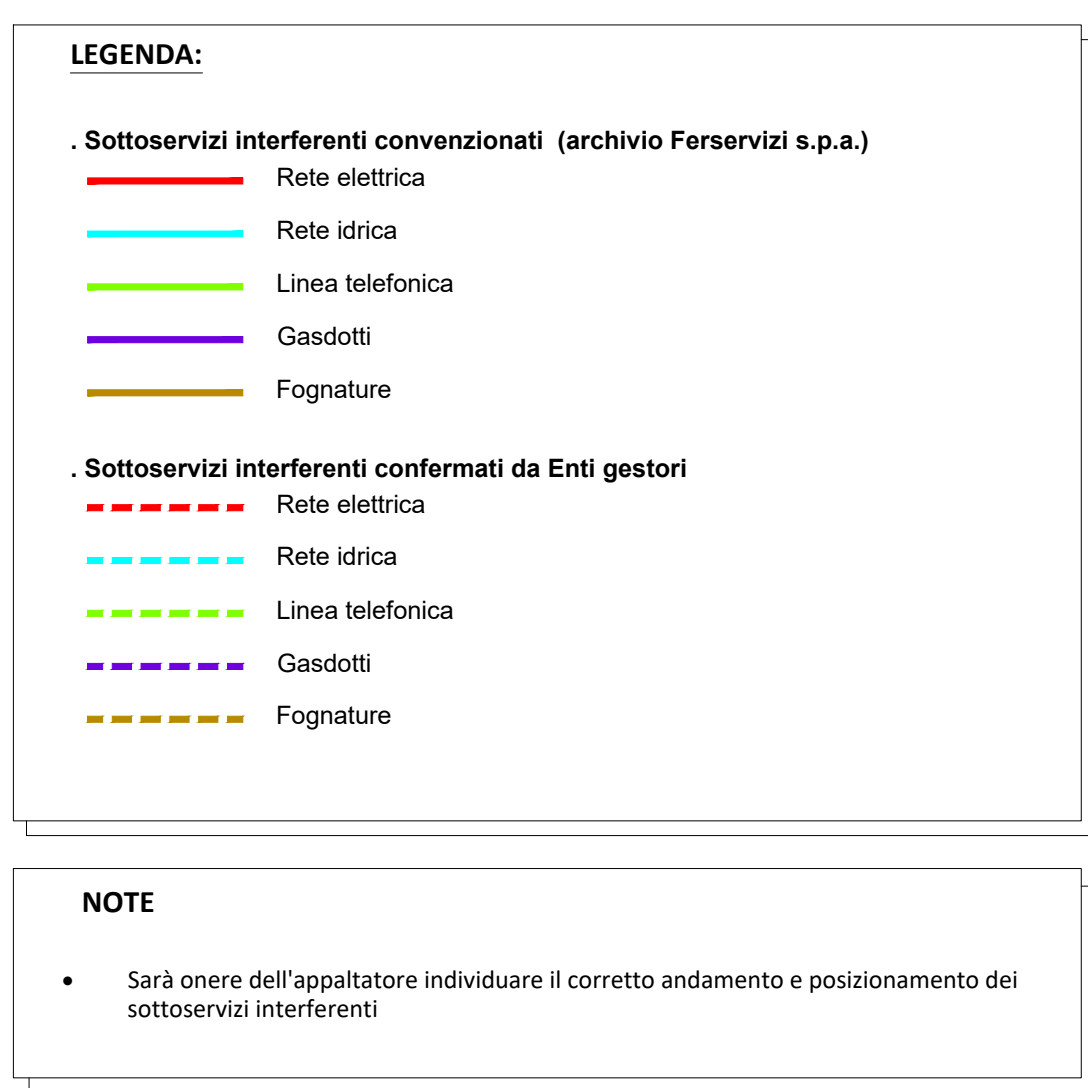 LEGENDA:
. Sottoservizi interferenti convenzionati (archivio Ferservizi s.p.a.)
Rete elettrica
Rete idrica
Linea telefonica
Gasdotti
Fognature
. Sottoservizi interferenti confermati da Enti gestori
Rete elettrica
Rete idrica
Linea telefonica
Gasdotti
Fognature
NOTE
• Sarà onere dell'appaltatore individuare il corretto andamento e posizionamento dei
sottoservizi interferenti